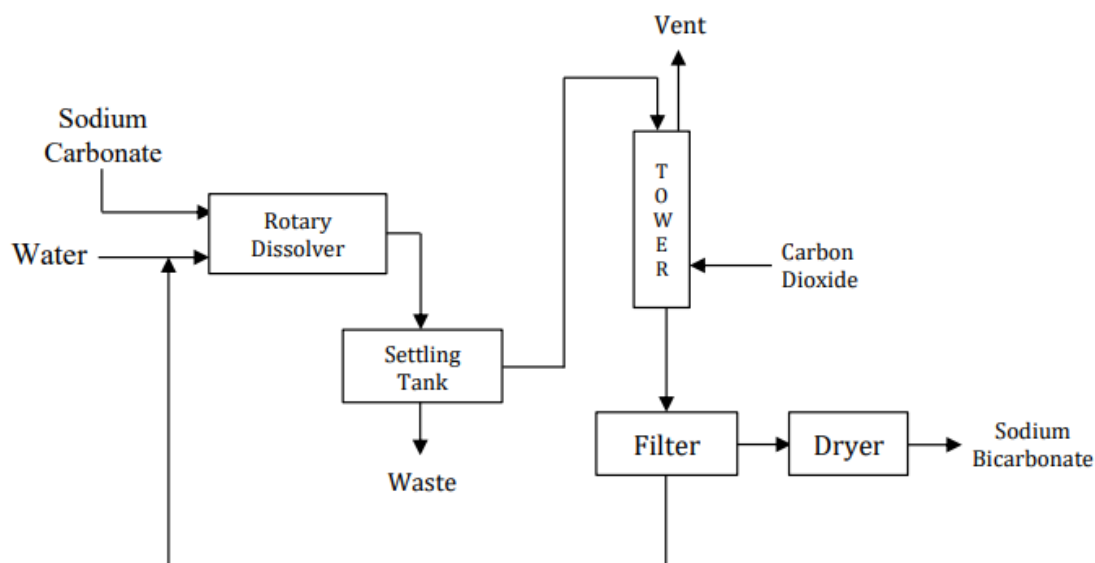 Vent
Sodium
Carbonate
T
O
W
E
R
Rotary
Dissolver
Water
Carbon
Dioxide
Settling
Tank
Filter
Dryer
Sodium
Bicarbonate
Waste